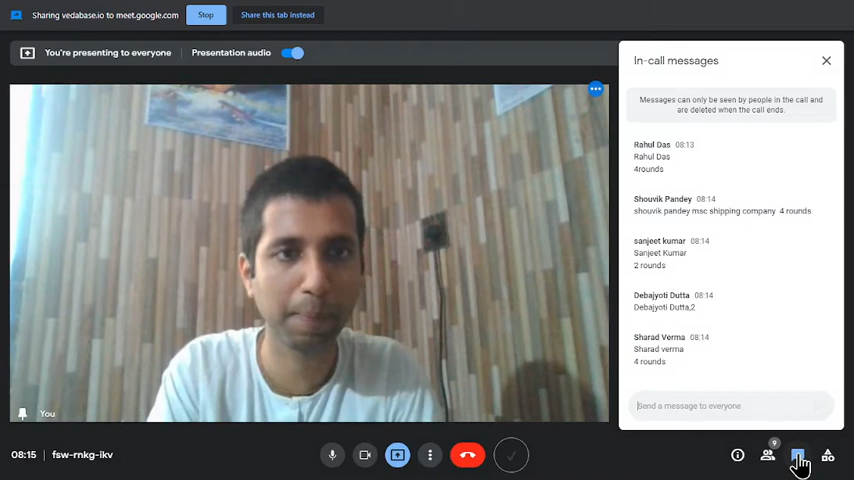 Sharing vedabase.io to meet.google.com
Stop
Share this tab instead
You're presenting to everyone
Presentation audio
In-call messages
Messages can only be seen by people in the call and
are deleted when the call ends.
Rahul Das 08:13
Rahul Das
4rounds
Shouvik Pandey 08:14
shouvik pandey msc shipping company 4 rounds
sanjeet kumar 08:14
Sanjeet Kumar
2 rounds
Debajyoti Dutta 08:14
Debajyoti Dutta,2
Sharad Verma 08:14
Sharad verma
4 rounds
Send a message to everyone
You
08:15 fsw-rnkg-ikv
9